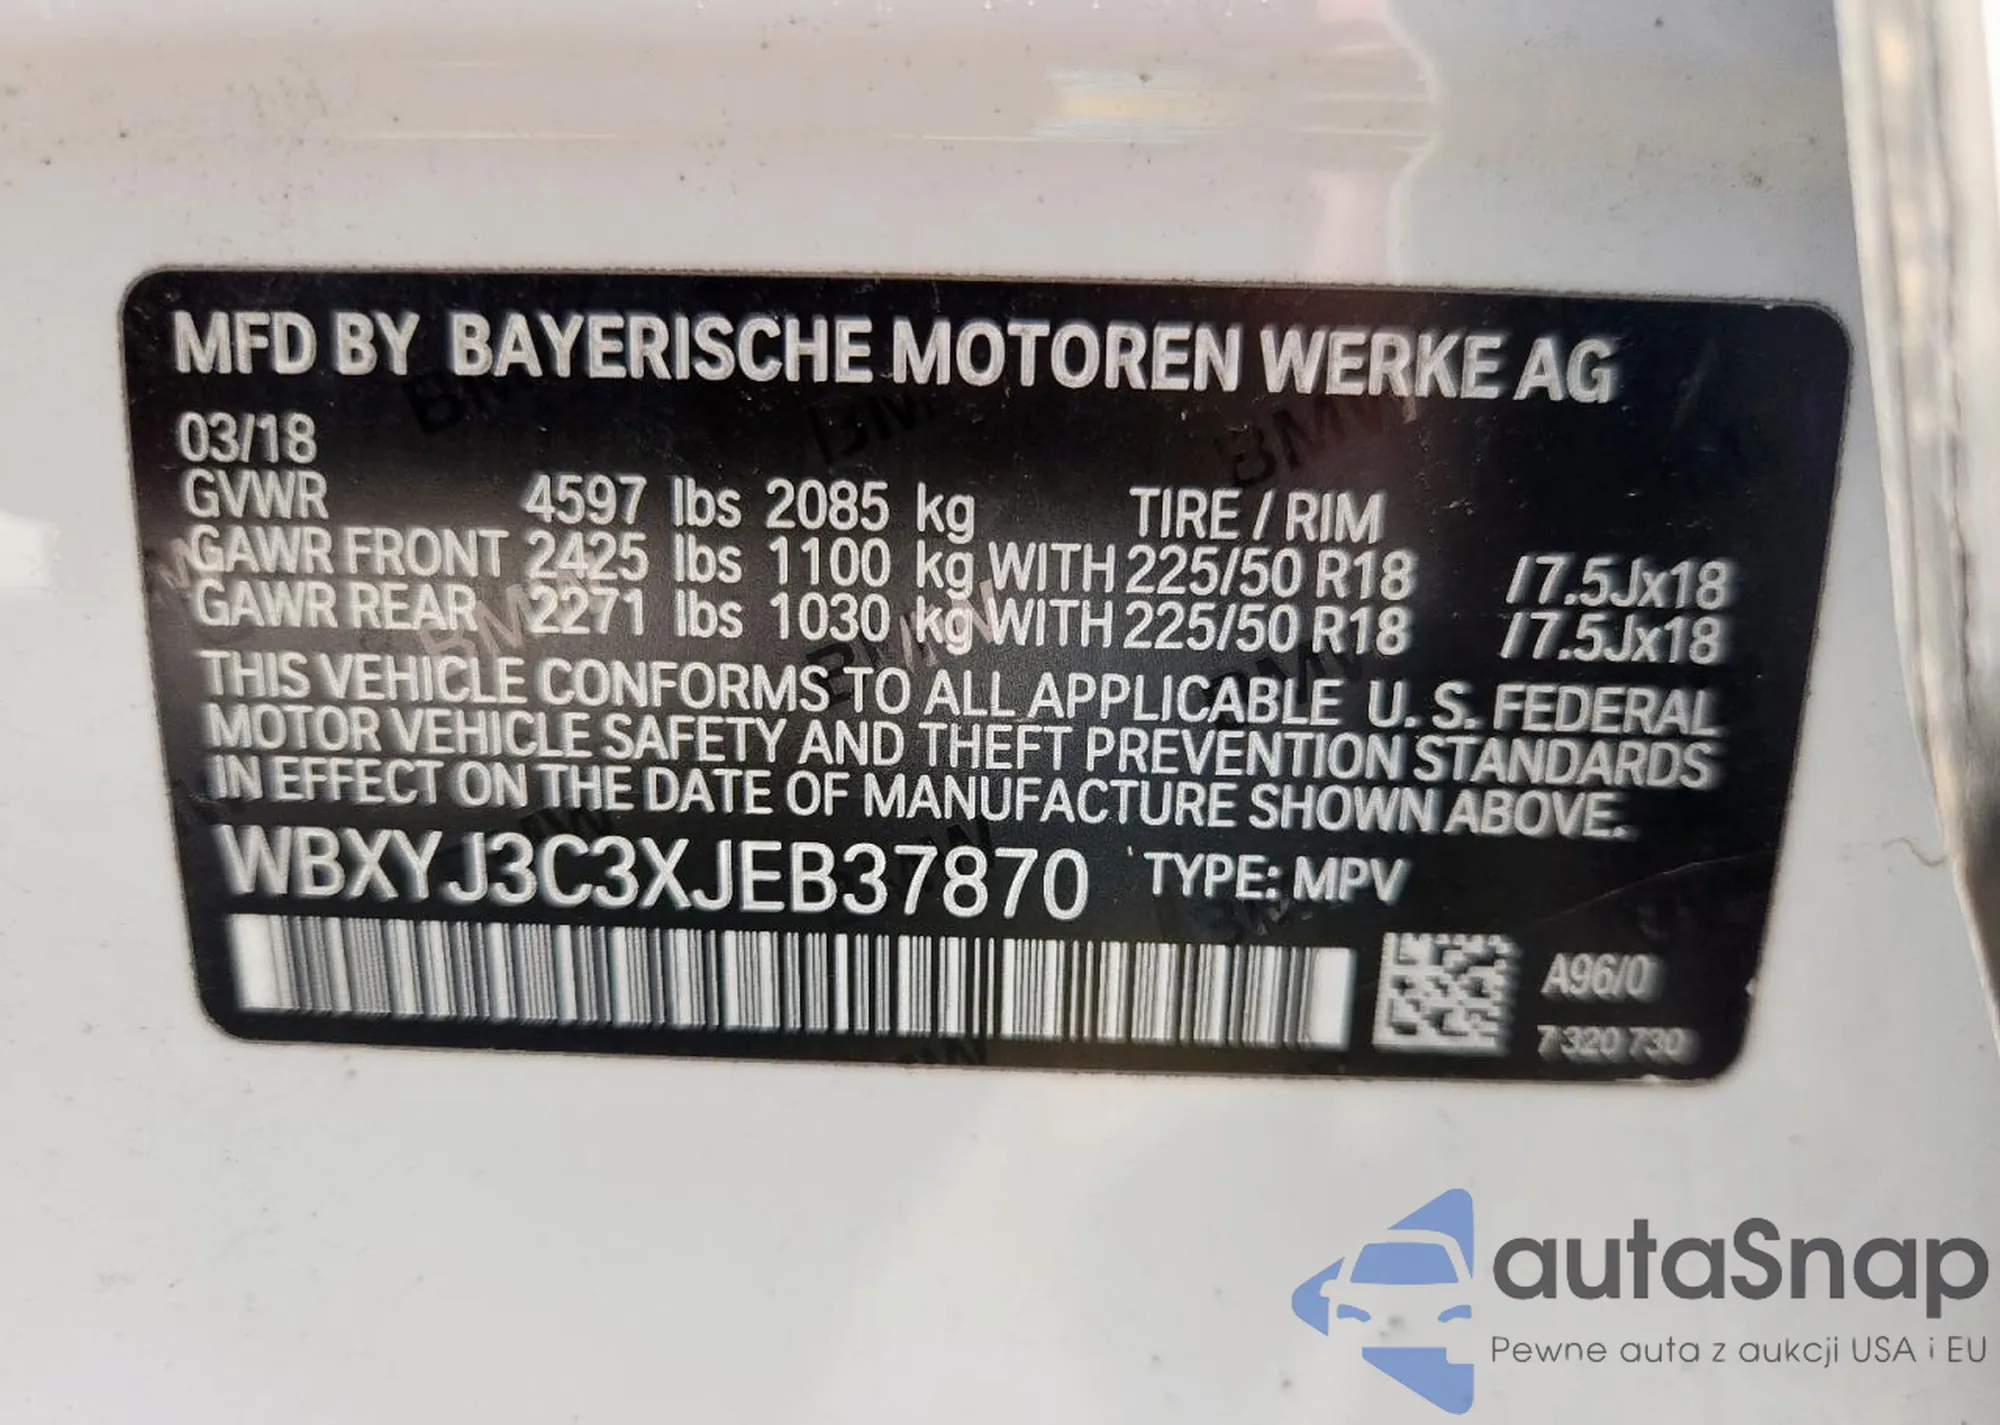 MFD BY BAYERISCHE MOTOREN WERKE AG
03/18
GVWR 4597 lbs 2085 kg TIRE / RIM
GAWR FRONT 2425 lbs 1100 kg WITH 225/50 R18 / 7.5Jx18
GAWR REAR 2271 lbs 1030 kg WITH 225/50 R18 / 7.5Jx18
THIS VEHICLE CONFORMS TO ALL APPLICABLE U.S. FEDERAL
MOTOR VEHICLE SAFETY AND THEFT PREVENTION STANDARDS
IN EFFECT ON THE DATE OF MANUFACTURE SHOWN ABOVE.
WBXYJ3C3XJEB37870 TYPE: MPV
A96/0
7 320 730
autaSnap
Pewne auta z aukcji USA i EU